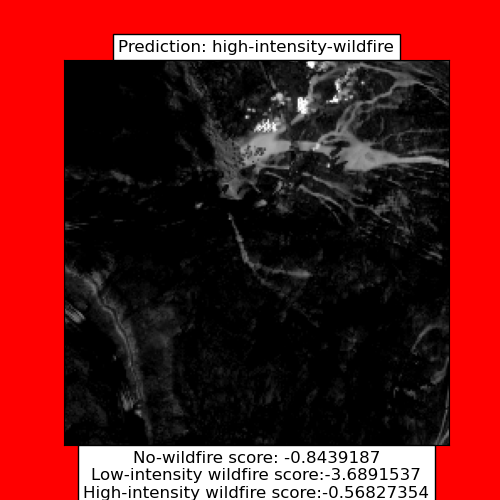 Prediction: high-intensity-wildfire
No-wildfire score: -0.8439187
Low-intensity wildfire score:-3.6891537
High-intensity wildfire score:-0.56827354